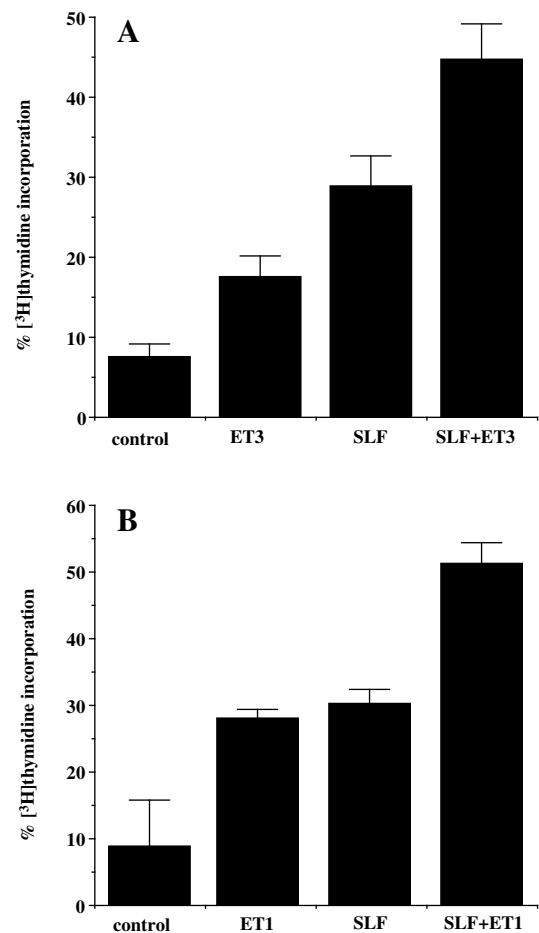 A
50
40
30
20
10
0
% [³H]thymidine incorporation
control ET3 SLF SLF+ET3
B
60
50
40
30
20
10
0
% [³H]thymidine incorporation
control ET1 SLF SLF+ET1